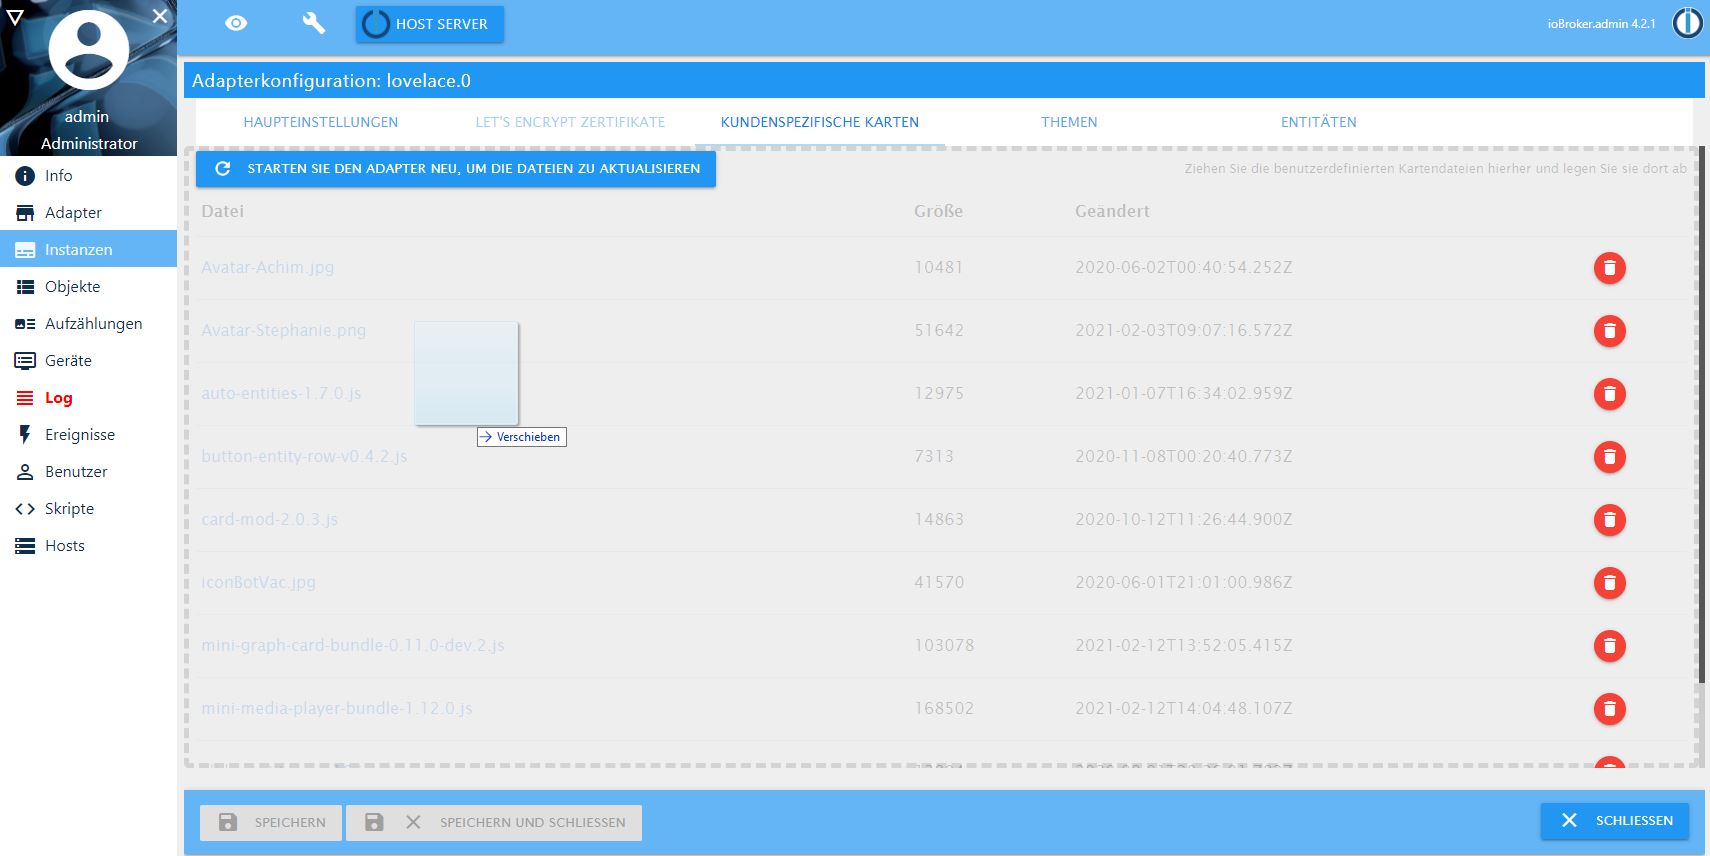 HOST SERVER
ioBroker.admin 4.2.1
admin
Administrator
Info
Adapter
Instanzen
Objekte
Aufzählungen
Geräte
Log
Ereignisse
Benutzer
Skripte
Hosts
Adapterkonfiguration: lovelace.0
HAUPTEINSTELLUNGEN LET'S ENCRYPT ZERTIFIKATE KUNDENSPEZIFISCHE KARTEN THEMEN ENTITÄTEN
STARTEN SIE DEN ADAPTER NEU, UM DIE DATEIEN ZU AKTUALISIEREN
Ziehen Sie die benutzerdefinierten Kartendateien hierher und legen Sie sie dort ab
Datei Größe Geändert
Avatar-Achim.jpg 10481 2020-06-02T00:40:54.252Z
Avatar-Stephanie.png 51642 2021-02-03T09:07:16.572Z
auto-entities-1.7.0.js 12975 2021-01-07T16:34:02.959Z
Verschieben
button-entity-row-v0.4.2.js 7313 2020-11-08T00:20:40.773Z
card-mod-2.0.3.js 14863 2020-10-12T11:26:44.900Z
iconBotVac.jpg 41570 2020-06-01T21:01:00.986Z
mini-graph-card-bundle-0.11.0-dev.2.js 103078 2021-02-12T13:52:05.415Z
mini-media-player-bundle-1.12.0.js 168502 2021-02-12T14:04:48.107Z
SPEICHERN
SPEICHERN UND SCHLIESSEN
SCHLIESSEN